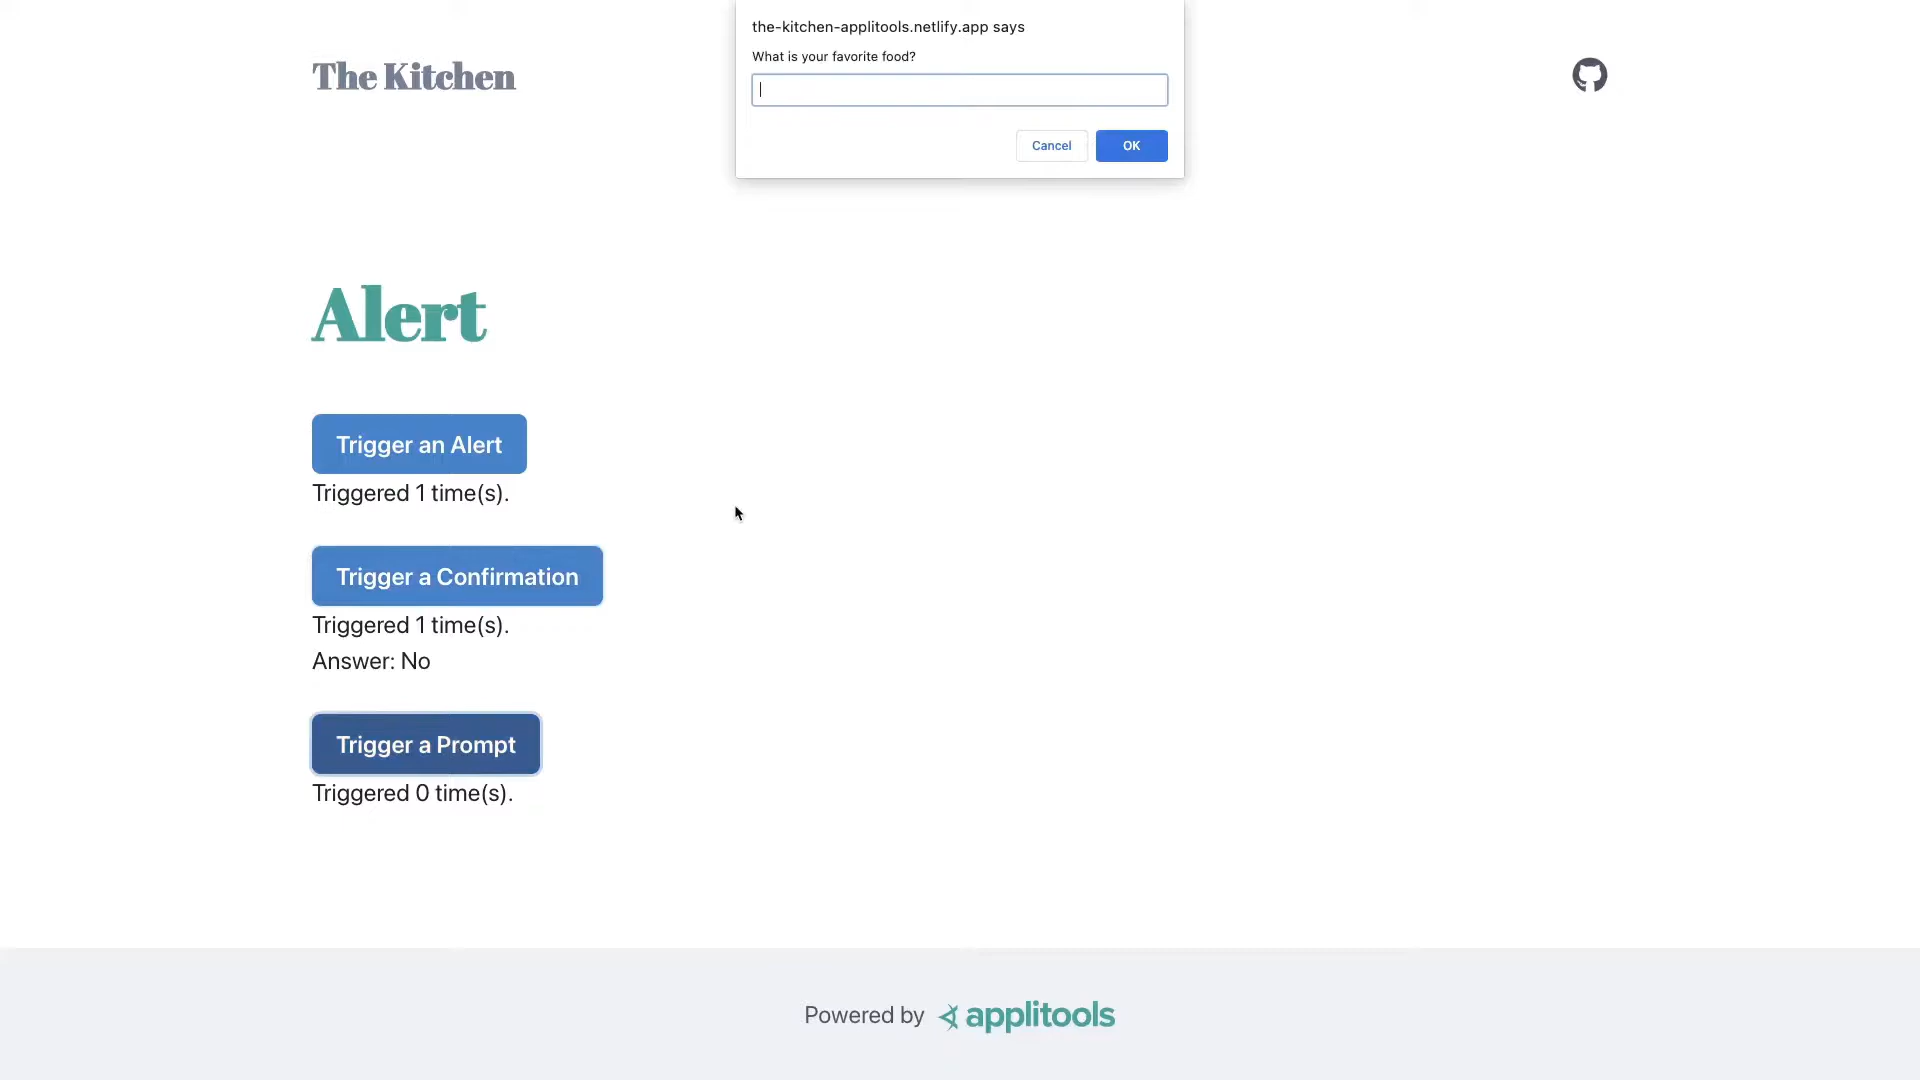 the-kitchen-applitools.netlify.app says
What is your favorite food?
The Kitchen
Cancel
OK
Alert
Trigger an Alert
Triggered 1 time(s).
Trigger a Confirmation
Triggered 1 time(s).
Answer: No
Trigger a Prompt
Triggered 0 time(s).
Powered by applitools